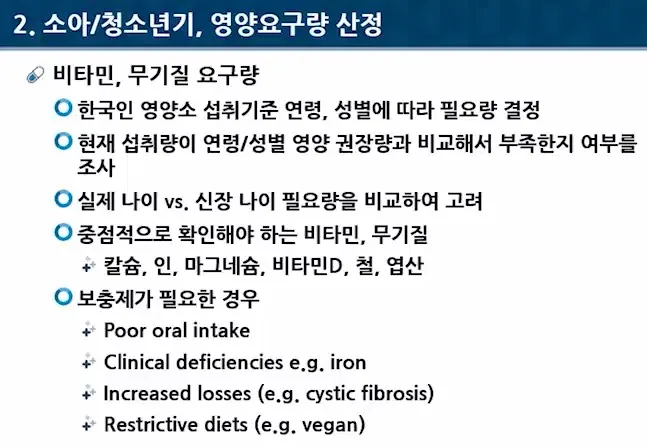 2. 소아/청소년기, 영양요구량 산정
비타민, 무기질 요구량
한국인 영양소 섭취기준 연령, 성별에 따라 필요량 결정
현재 섭취량이 연령/성별 영양 권장량과 비교해서 부족한지 여부를
조사
실제 나이 vs. 신장 나이 필요량을 비교하여 고려
중점적으로 확인해야 하는 비타민, 무기질
칼슘, 인, 마그네슘, 비타민D, 철, 엽산
보충제가 필요한 경우
Poor oral intake
Clinical deficiencies e.g. iron
Increased losses (e.g. cystic fibrosis)
Restrictive diets (e.g. vegan)